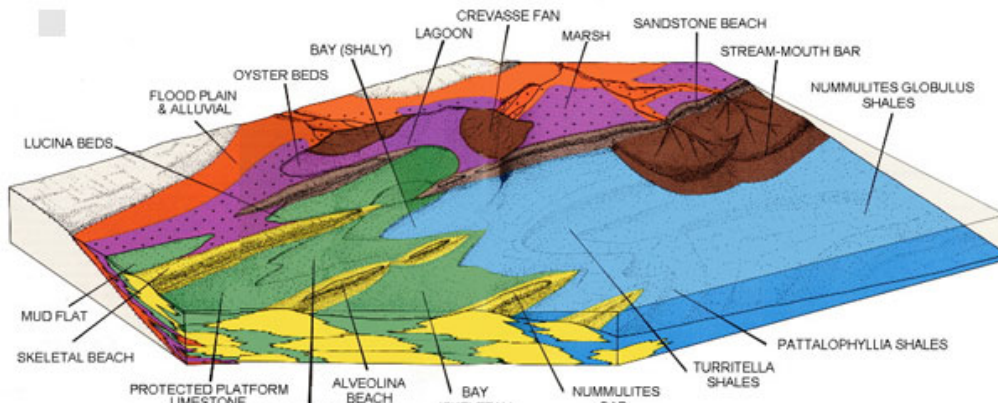 CREVASSE FAN
LAGOON
MARSH
SANDSTONE BEACH
BAY (SHALY)
STREAM-MOUTH BAR
OYSTER BEDS
FLOOD PLAIN
& ALLUVIAL
NUMMULITES GLOBULUS
SHALES
LUCINA BEDS
MUD FLAT
SKELETAL BEACH
PROTECTED PLATFORM
LIMESTONE
ALVEOLINA
BEACH
BAY
NUMMULITES
TURRITELLA
SHALES
PATTALOPHYLLIA SHALES